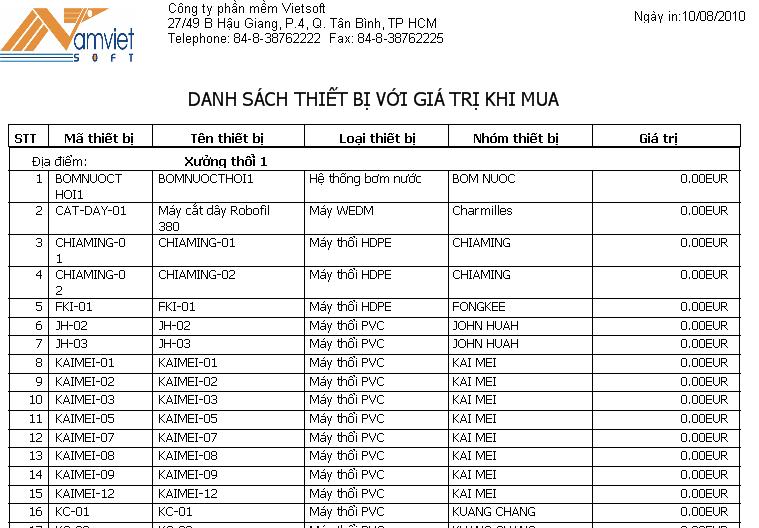 Namviet
SOFT
Công ty phần mềm Vietsoft
27/49 B Hậu Giang, P.4, Q. Tân Bình, TP HCM
Telephone: 84-8-38762222 Fax: 84-8-38762225
Ngày in:10/08/2010
DANH SÁCH THIẾT BỊ VỚI GIÁ TRỊ KHI MUA
STT Mã thiết bị Tên thiết bị Loại thiết bị Nhóm thiết bị Giá trị
Địa điểm: Xưởng thổi 1
1 BOMNUOCT BOMNUOCTHOI1 Hệ thống bơm nước BOM NUOC 0.00EUR
HOI1
2 CAT-DAY-01 Máy cắt dây Robofil Máy WEDM Charmilles 0.00EUR
380
3 CHIAMING-0 CHIAMING-01 Máy thổi HDPE CHIAMING 0.00EUR
1
4 CHIAMING-0 CHIAMING-02 Máy thổi HDPE CHIAMING 0.00EUR
2
5 FKI-01 FKI-01 Máy thổi HDPE FONGKEE 0.00EUR
6 JH-02 JH-02 Máy thổi PVC JOHN HUAH 0.00EUR
7 JH-03 JH-03 Máy thổi PVC JOHN HUAH 0.00EUR
8 KAIMEI-01 KAIMEI-01 Máy thổi PVC KAI MEI 0.00EUR
9 KAIMEI-02 KAIMEI-02 Máy thổi PVC KAI MEI 0.00EUR
10 KAIMEI-03 KAIMEI-03 Máy thổi PVC KAI MEI 0.00EUR
11 KAIMEI-05 KAIMEI-05 Máy thổi PVC KAI MEI 0.00EUR
12 KAIMEI-07 KAIMEI-07 Máy thổi PVC KAI MEI 0.00EUR
13 KAIMEI-08 KAIMEI-08 Máy thổi PVC KAI MEI 0.00EUR
14 KAIMEI-09 KAIMEI-09 Máy thổi PVC KAI MEI 0.00EUR
15 KAIMEI-12 KAIMEI-12 Máy thổi PVC KAI MEI 0.00EUR
16 KC-01 KC-01 Máy thổi PVC KUANG CHANG 0.00EUR